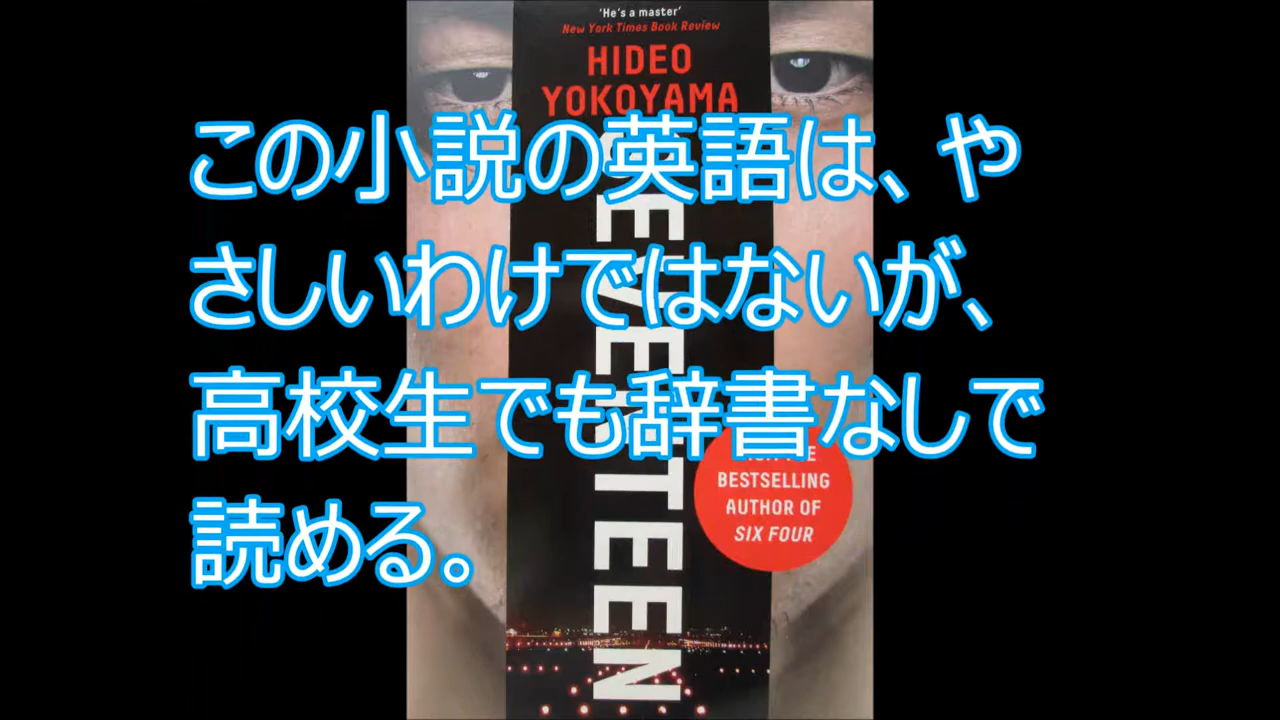 'He's a master'
New York Times Book Review
HIDEO
YOKOYAMA
この小説の英語は、や
さしいわけではないが、
高校生でも辞書なしで
読める。
SEVENTEEN
BESTSELLING
AUTHOR OF
SIX FOUR